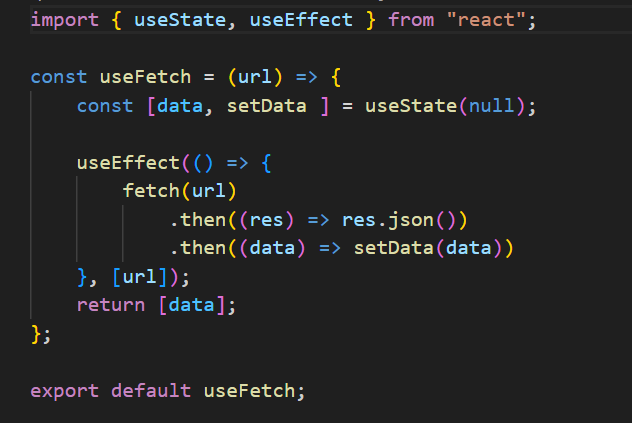 import { useState, useEffect } from "react";
const useFetch = (url) => {
const [data, setData ] = useState(null);
useEffect(() => {
fetch(url)
.then((res) => res.json())
.then((data) => setData(data))
}, [url]);
return [data];
};
export default useFetch;